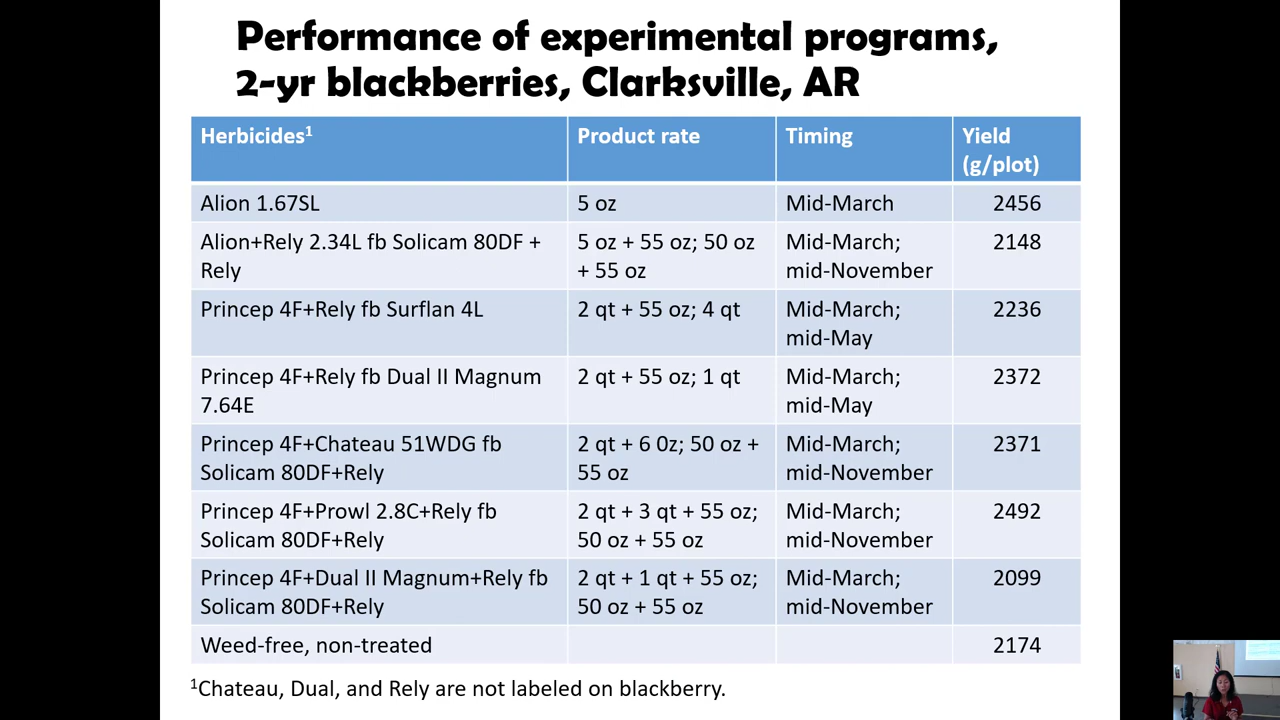 Performance of experimental programs,
2-yr blackberries, Clarksville, AR
Herbicides¹ Product rate Timing Yield
(g/plot)
Alion 1.67SL 5 oz Mid-March 2456
Alion+Rely 2.34L fb Solicam 80DF + 5 oz + 55 oz; 50 oz Mid-March; 2148
Rely + 55 oz mid-November
Princep 4F+Rely fb Surflan 4L 2 qt + 55 oz; 4 qt Mid-March; 2236
mid-May
Princep 4F+Rely fb Dual II Magnum 2 qt + 55 oz; 1 qt Mid-March; 2372
7.64E mid-May
Princep 4F+Chateau 51WDG fb 2 qt + 6 0z; 50 oz + Mid-March; 2371
Solicam 80DF+Rely 55 oz mid-November
Princep 4F+Prowl 2.8C+Rely fb 2 qt + 3 qt + 55 oz; Mid-March; 2492
Solicam 80DF+Rely 50 oz + 55 oz mid-November
Princep 4F+Dual II Magnum+Rely fb 2 qt + 1 qt + 55 oz; Mid-March; 2099
Solicam 80DF+Rely 50 oz + 55 oz mid-November
Weed-free, non-treated 2174
¹Chateau, Dual, and Rely are not labeled on blackberry.